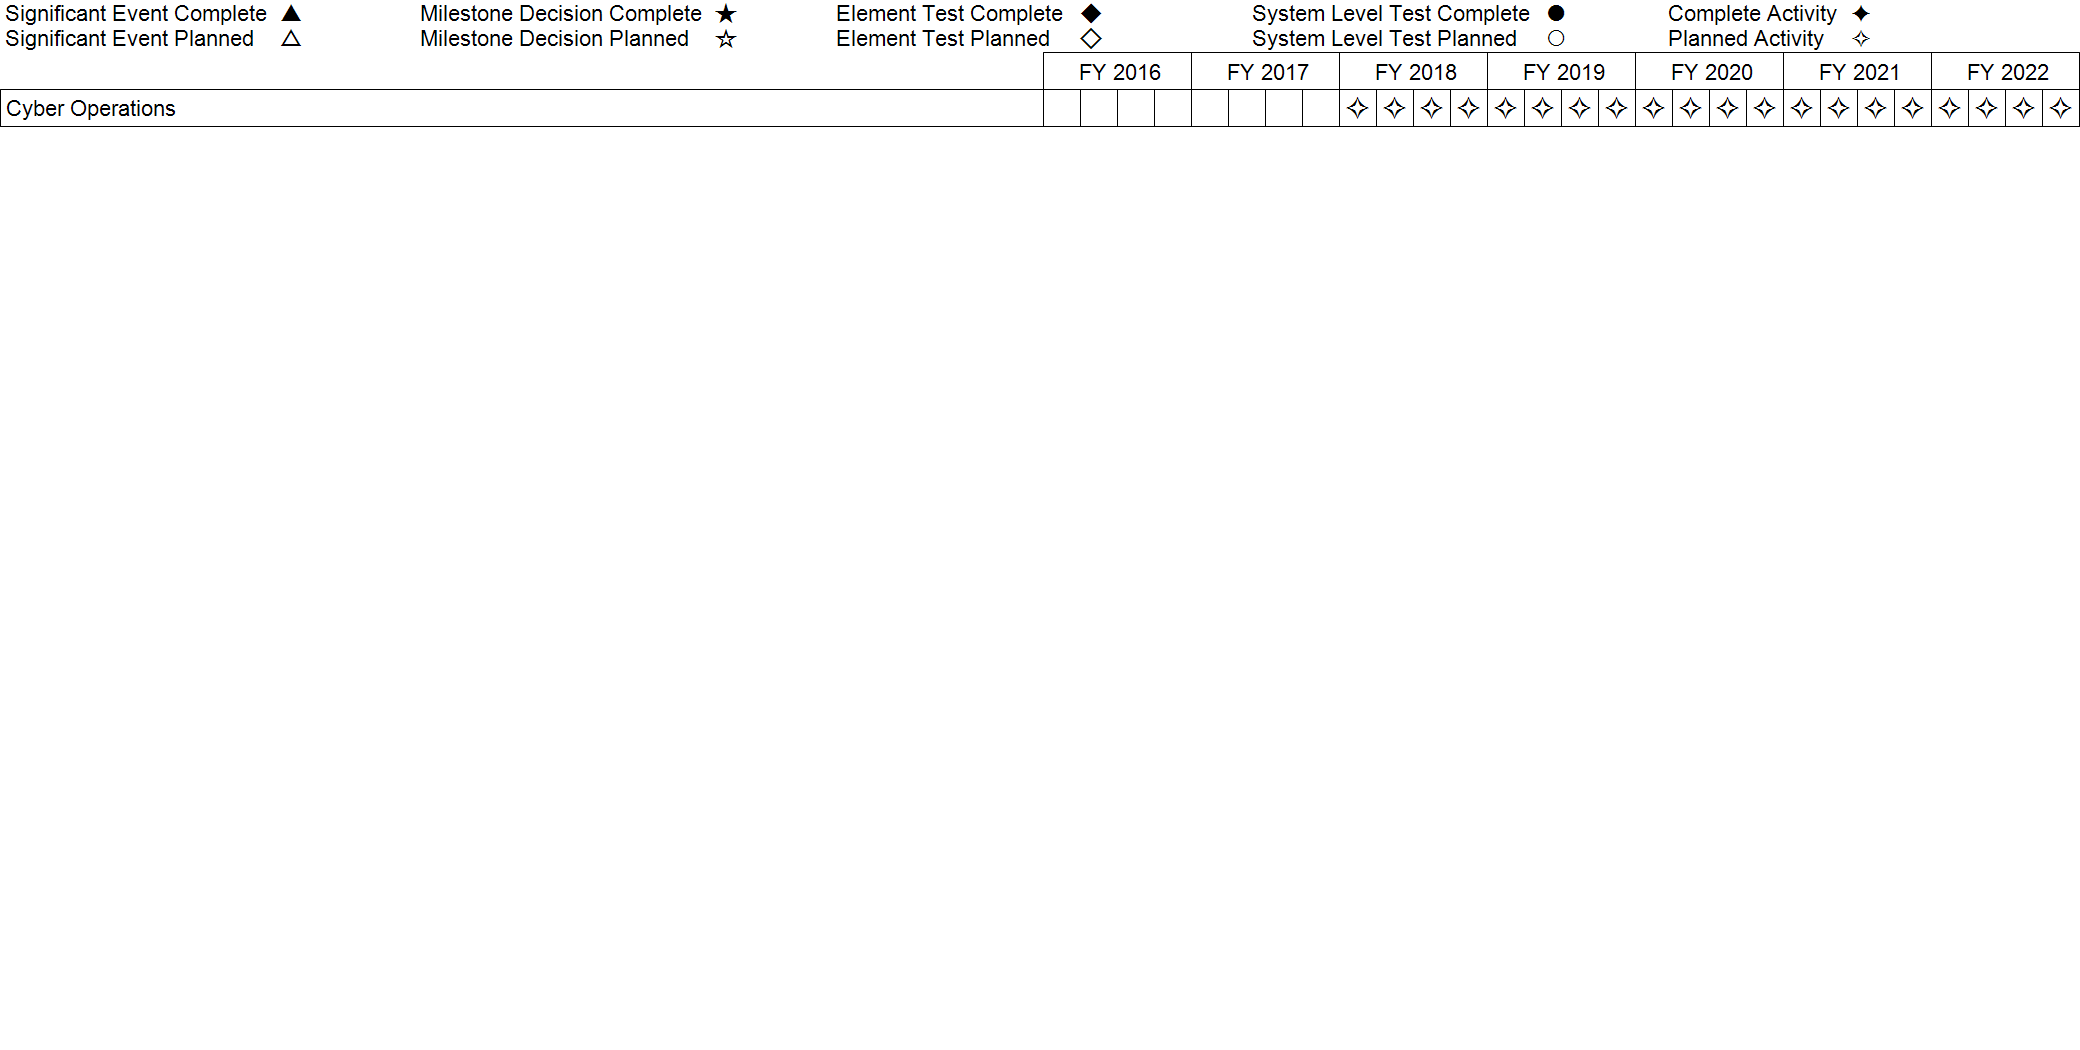 Significant Event Complete ▲ Milestone Decision Complete ★ Element Test Complete ◆ System Level Test Complete ● Complete Activity ✦
Significant Event Planned △ Milestone Decision Planned ☆ Element Test Planned ◇ System Level Test Planned ○ Planned Activity ✧
FY 2016 FY 2017 FY 2018 FY 2019 FY 2020 FY 2021 FY 2022
Cyber Operations ✧ ✧ ✧ ✧ ✧ ✧ ✧ ✧ ✧ ✧ ✧ ✧ ✧ ✧ ✧ ✧ ✧ ✧ ✧ ✧